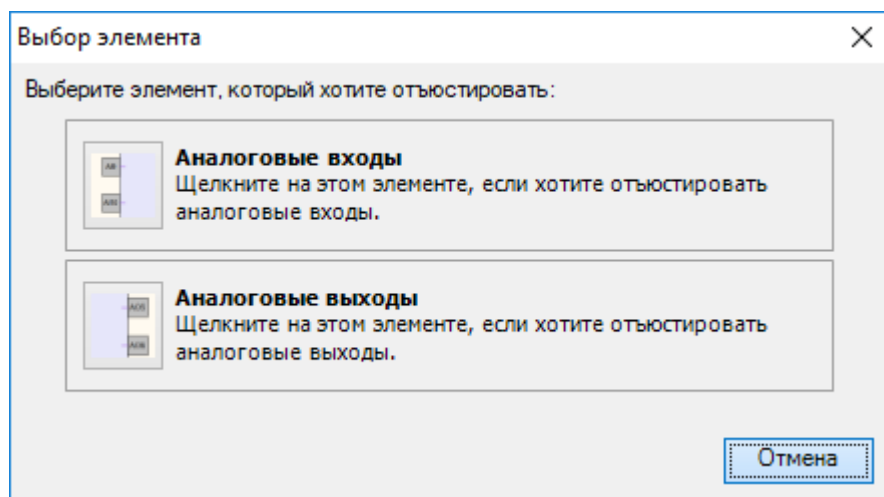 Выбор элемента
Выберите элемент, который хотите отъюстировать:
Аналоговые входы
Щелкните на этом элементе, если хотите отъюстировать
аналоговые входы.
Аналоговые выходы
Щелкните на этом элементе, если хотите отъюстировать
аналоговые выходы.
Отмена